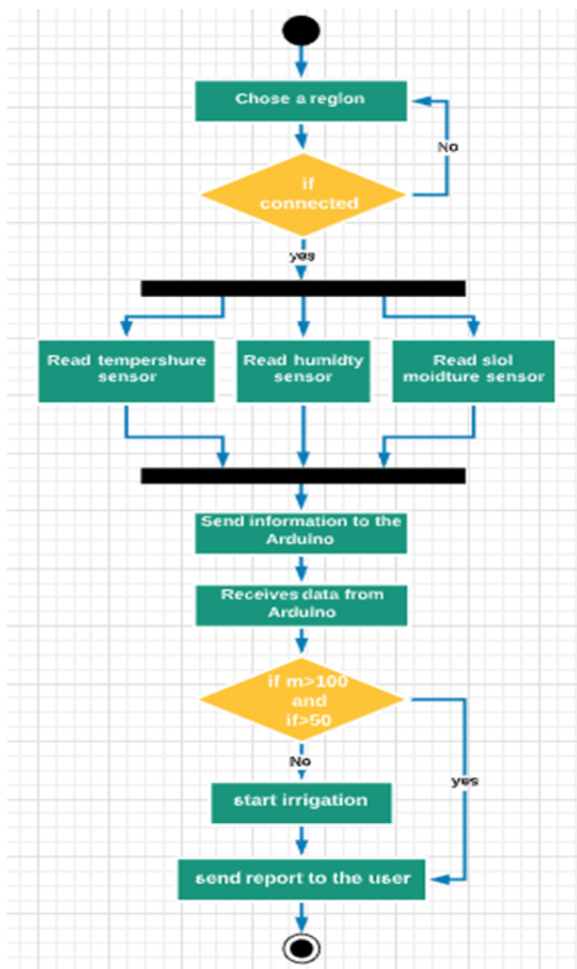 Chose a region
No
if
connected
yes
Read tempershure
sensor
Read humidty
sensor
Read siol
moidture sensor
Send information to the
Arduino
Receives data from
Arduino
if m>100
and
if>50
No
yes
start irrigation
send report to the user